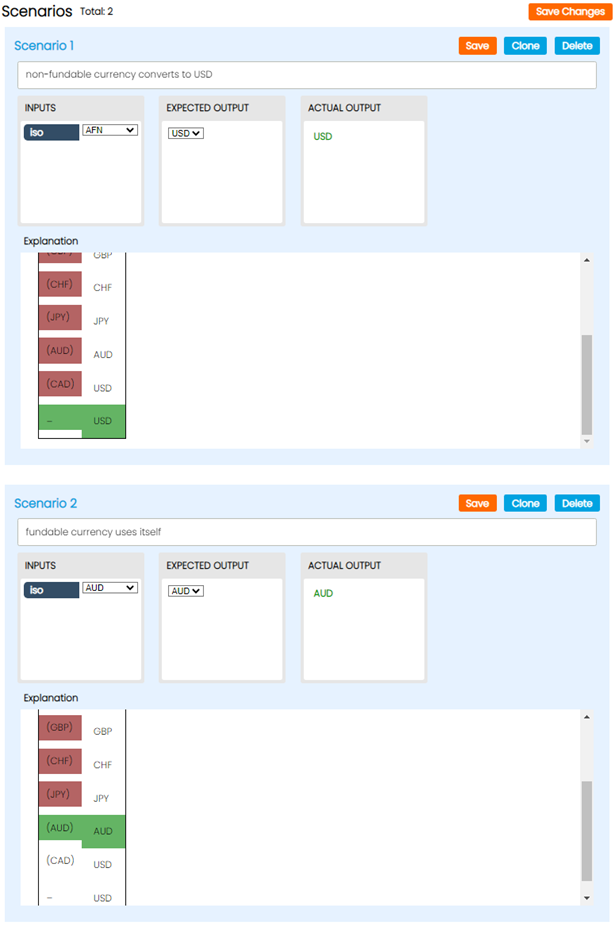 Scenarios Total: 2 Save Changes
Scenario 1 Save Clone Delete
non-fundable currency converts to USD
INPUTS EXPECTED OUTPUT ACTUAL OUTPUT
iso AFN USD USD
Explanation
(GBP) GBP
(CHF) CHF
(JPY) JPY
(AUD) AUD
(CAD) USD
– USD
Scenario 2 Save Clone Delete
fundable currency uses itself
INPUTS EXPECTED OUTPUT ACTUAL OUTPUT
iso AUD AUD AUD
Explanation
(GBP) GBP
(CHF) CHF
(JPY) JPY
(AUD) AUD
(CAD) USD
– USD